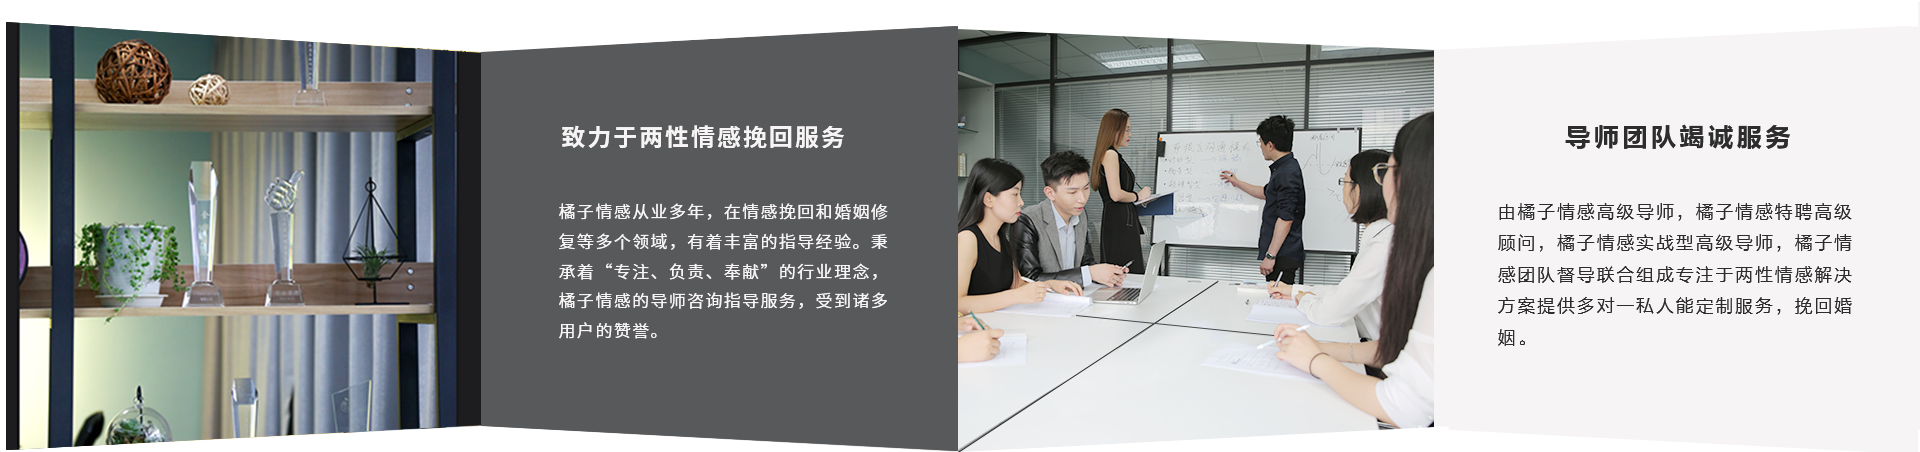 致力于两性情感挽回服务
橘子情感从业多年，在情感挽回和婚姻修
复等多个领域，有着丰富的指导经验。秉
承着“专注、负责、奉献”的行业理念，
橘子情感的导师咨询指导服务，受到诸多
用户的赞誉。
导师团队竭诚服务
由橘子情感高级导师，橘子情感特聘高级
顾问，橘子情感实战型高级导师，橘子情
感团队督导联合组成专注于两性情感解决
方案提供多对一私人能定制服务，挽回婚
姻。